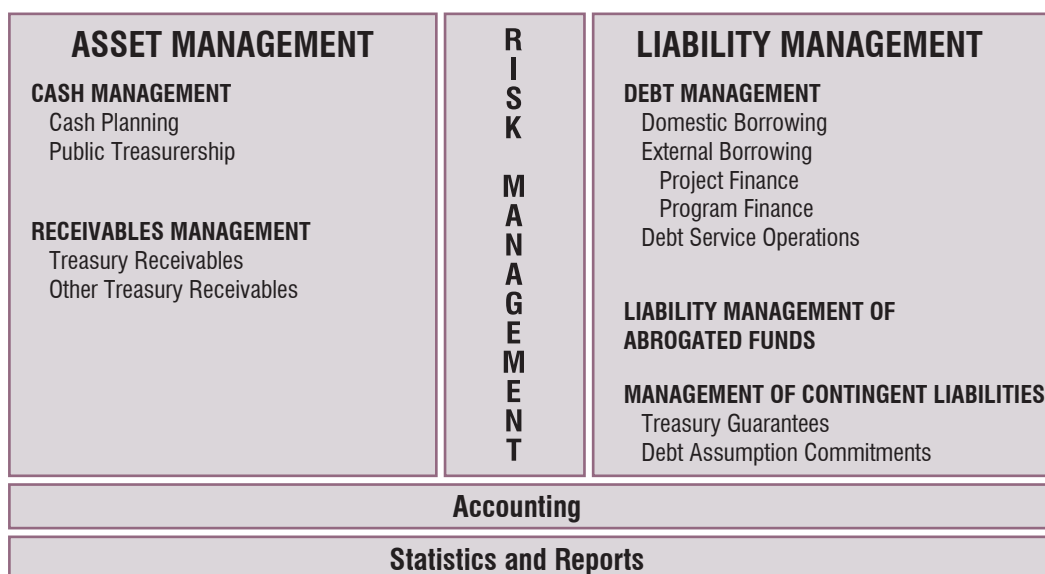 ASSET MANAGEMENT
CASH MANAGEMENT
Cash Planning
Public Treasurership
RECEIVABLES MANAGEMENT
Treasury Receivables
Other Treasury Receivables
RISK MANAGEMENT
LIABILITY MANAGEMENT
DEBT MANAGEMENT
Domestic Borrowing
External Borrowing
Project Finance
Program Finance
Debt Service Operations
LIABILITY MANAGEMENT OF
ABROGATED FUNDS
MANAGEMENT OF CONTINGENT LIABILITIES
Treasury Guarantees
Debt Assumption Commitments
Accounting
Statistics and Reports